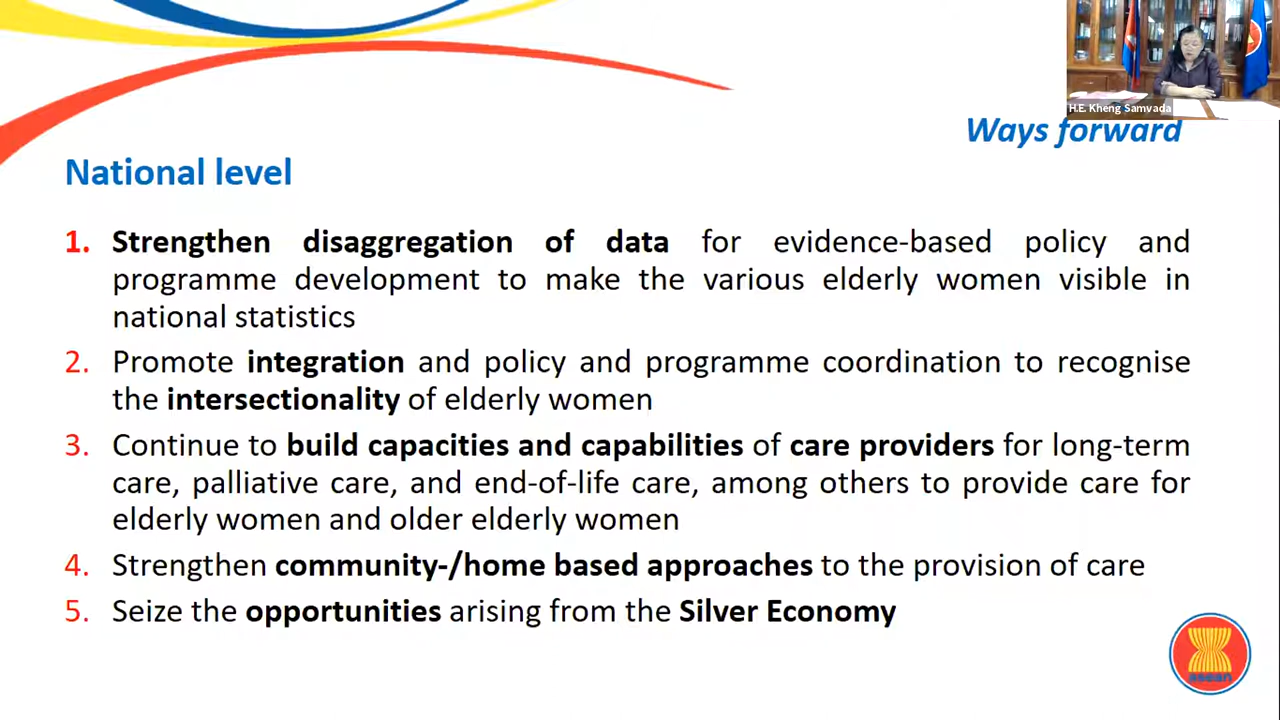 H.E. Kheng Samvada
Ways forward
National level
1. Strengthen disaggregation of data for evidence-based policy and
programme development to make the various elderly women visible in
national statistics
2. Promote integration and policy and programme coordination to recognise
the intersectionality of elderly women
3. Continue to build capacities and capabilities of care providers for long-term
care, palliative care, and end-of-life care, among others to provide care for
elderly women and older elderly women
4. Strengthen community-/home based approaches to the provision of care
5. Seize the opportunities arising from the Silver Economy
asean